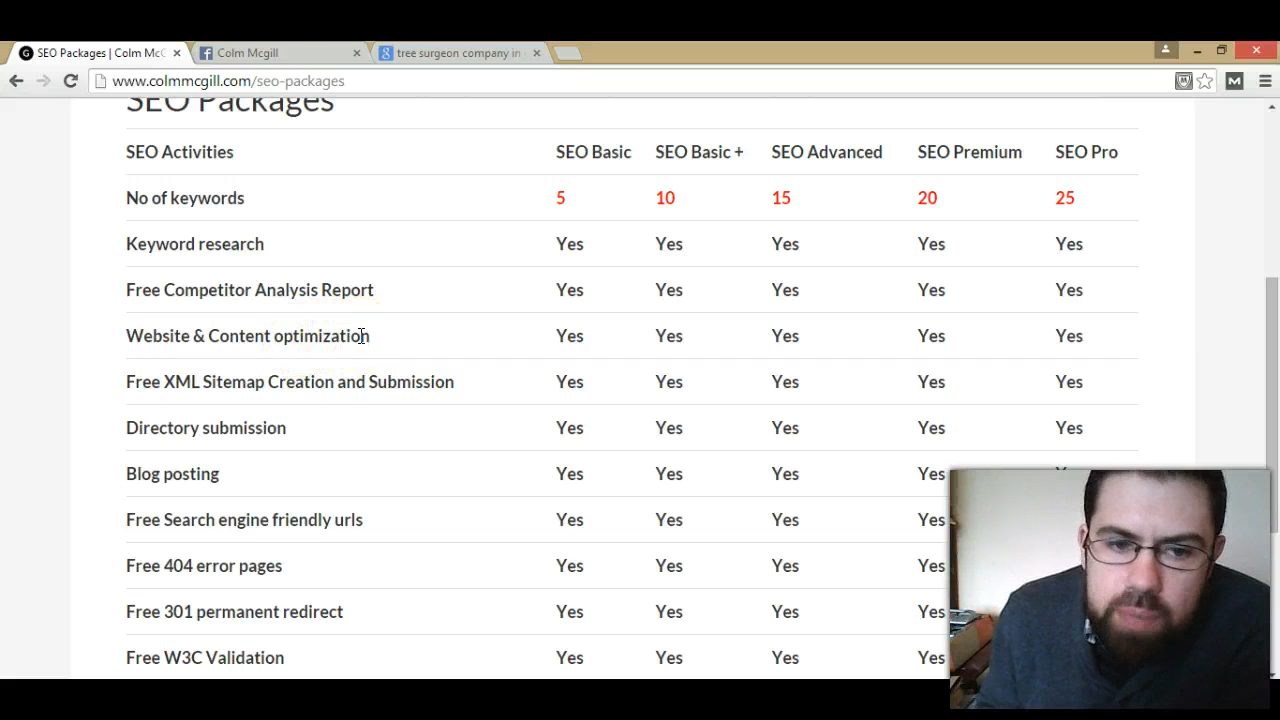 SEO Packages | Colm McG
Colm Mcgill
tree surgeon company in
www.colmmcgill.com/seo-packages
SEO Packages
SEO Activities SEO Basic SEO Basic + SEO Advanced SEO Premium SEO Pro
No of keywords 5 10 15 20 25
Keyword research Yes Yes Yes Yes Yes
Free Competitor Analysis Report Yes Yes Yes Yes Yes
Website & Content optimization Yes Yes Yes Yes Yes
Free XML Sitemap Creation and Submission Yes Yes Yes Yes Yes
Directory submission Yes Yes Yes Yes Yes
Blog posting Yes Yes Yes Yes
Free Search engine friendly urls Yes Yes Yes Yes
Free 404 error pages Yes Yes Yes Yes
Free 301 permanent redirect Yes Yes Yes Yes
Free W3C Validation Yes Yes Yes Yes